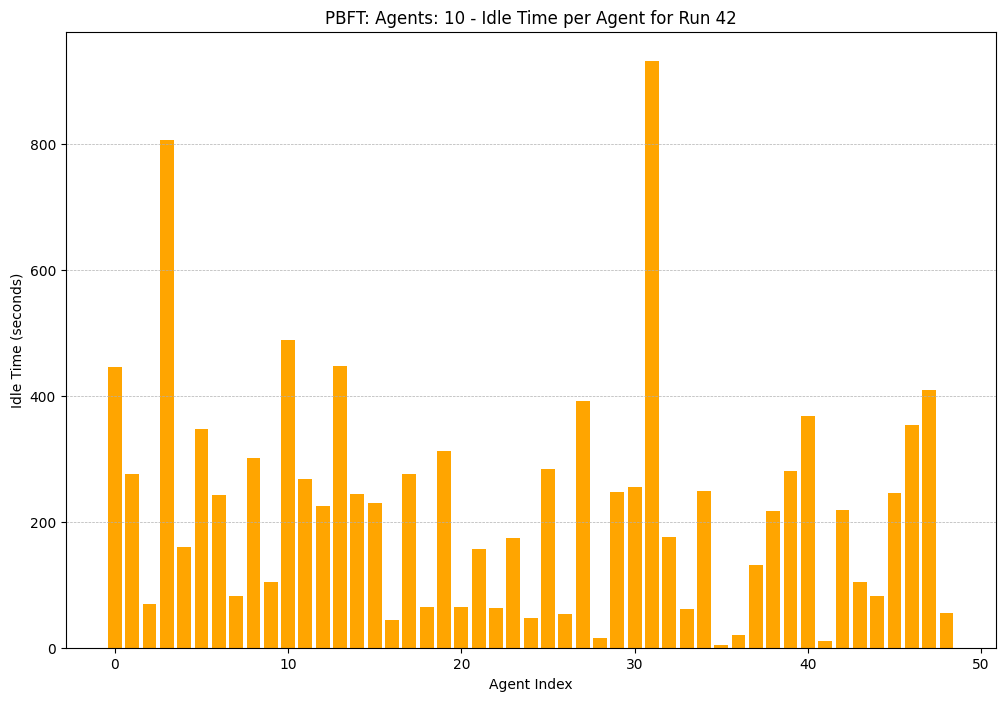 PBFT: Agents: 10 - Idle Time per Agent for Run 42
Idle Time (seconds)
800
600
400
200
0
0 10 20 30 40 50
Agent Index